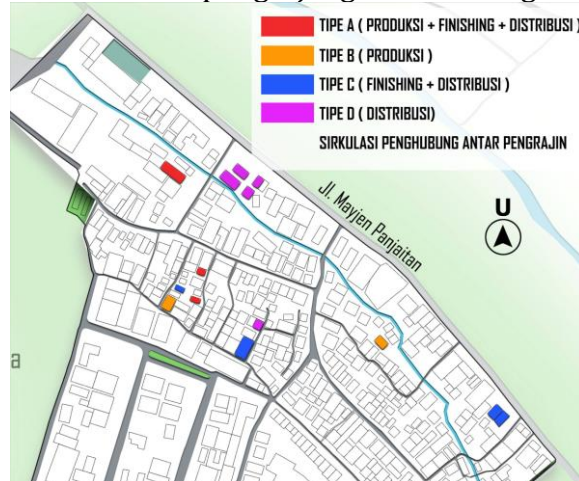 TIPE A ( PRODUKSI + FINISHING + DISTRIBUSI )
TIPE B ( PRODUKSI )
TIPE C ( FINISHING + DISTRIBUSI )
TIPE D ( DISTRIBUSI)
SIRKULASI PENGHUBUNG ANTAR PENGRAJIN
Jl. Mayjen Panjaitan
U
a